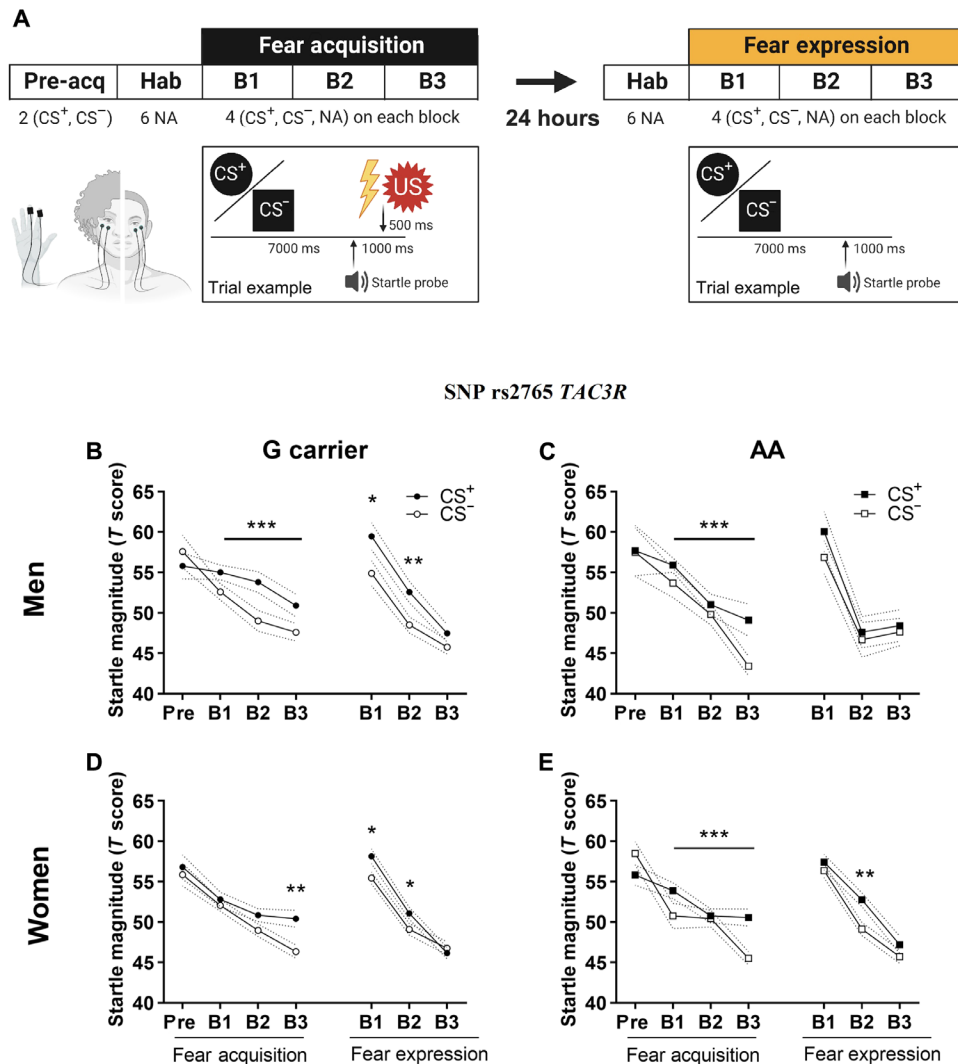 A
Fear acquisition
Fear expression
Pre-acq Hab B1 B2 B3
Hab B1 B2 B3
2 (CS+, CS−) 6 NA 4 (CS+, CS−, NA) on each block
24 hours
6 NA 4 (CS+, CS−, NA) on each block
CS+
CS−
US
500 ms
7000 ms 1000 ms
Startle probe
Trial example
CS+
CS−
7000 ms 1000 ms
Startle probe
Trial example
SNP rs2765 TAC3R
B G carrier
C AA
Men
Startle magnitude (T score)
65
60
55
50
45
40
CS+
CS−
***
*
**
Pre B1 B2 B3 B1 B2 B3
Startle magnitude (T score)
65
60
55
50
45
40
CS+
CS−
***
Pre B1 B2 B3 B1 B2 B3
D
E
Women
Startle magnitude (T score)
65
60
55
50
45
40
**
*
*
Pre B1 B2 B3 B1 B2 B3
Fear acquisition Fear expression
Startle magnitude (T score)
65
60
55
50
45
40
***
**
Pre B1 B2 B3 B1 B2 B3
Fear acquisition Fear expression